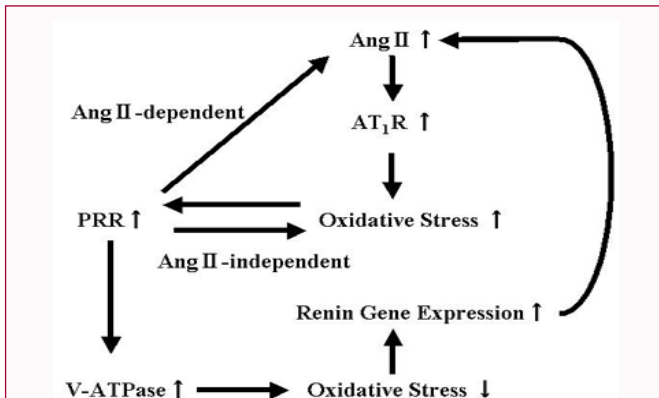 Ang Ⅱ ↑
Ang Ⅱ-dependent
AT₁R ↑
PRR ↑
Oxidative Stress ↑
Ang Ⅱ-independent
Renin Gene Expression ↑
V-ATPase ↑
Oxidative Stress ↓